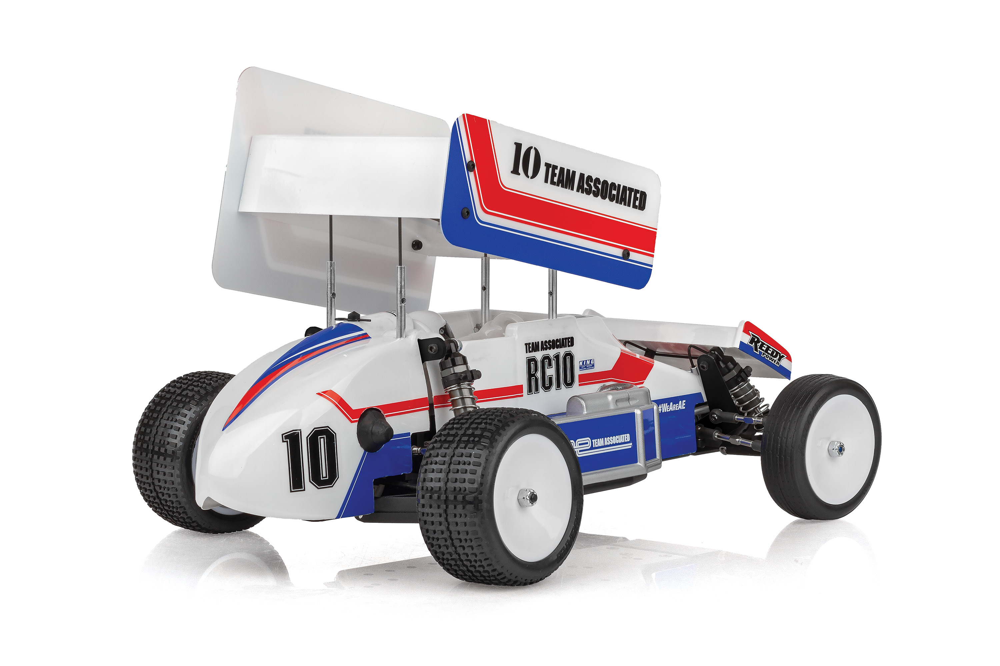 10 TEAM ASSOCIATED
REEDY
POWER
TEAM ASSOCIATED
RC10
KING
#WEAREAE
TEAM ASSOCIATED
10